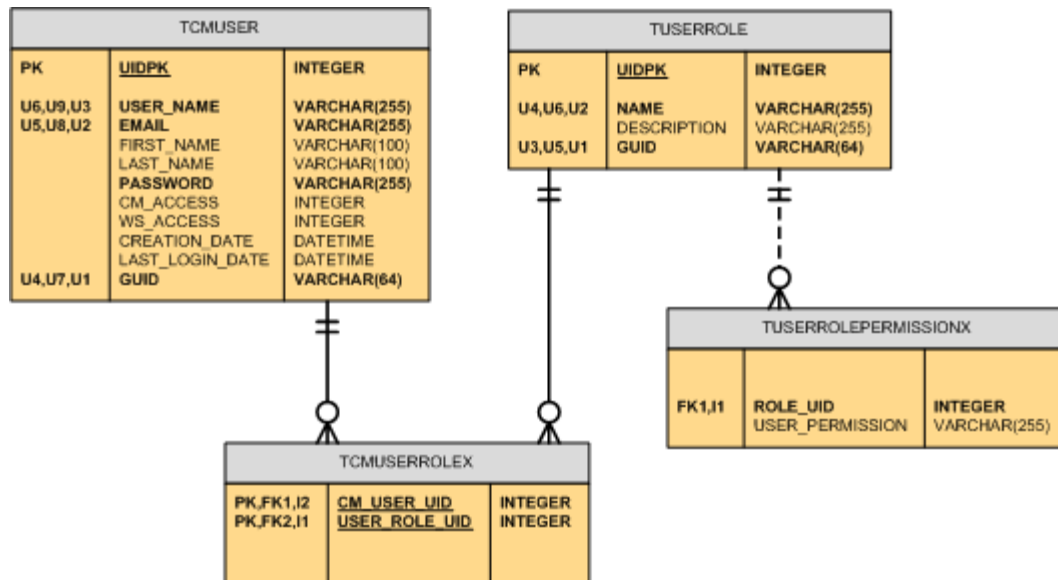 TCMUSER
PK UIDPK INTEGER
U6,U9,U3 USER_NAME VARCHAR(255)
U5,U8,U2 EMAIL VARCHAR(255)
FIRST_NAME VARCHAR(100)
LAST_NAME VARCHAR(100)
PASSWORD VARCHAR(255)
CM_ACCESS INTEGER
WS_ACCESS INTEGER
CREATION_DATE DATETIME
LAST_LOGIN_DATE DATETIME
U4,U7,U1 GUID VARCHAR(64)
TUSERROLE
PK UIDPK INTEGER
U4,U6,U2 NAME VARCHAR(255)
DESCRIPTION VARCHAR(255)
U3,U5,U1 GUID VARCHAR(64)
TUSERROLEPERMISSIONX
FK1,I1 ROLE_UID INTEGER
USER_PERMISSION VARCHAR(255)
TCMUSERROLEX
PK,FK1,I2 CM_USER_UID INTEGER
PK,FK2,I1 USER_ROLE_UID INTEGER